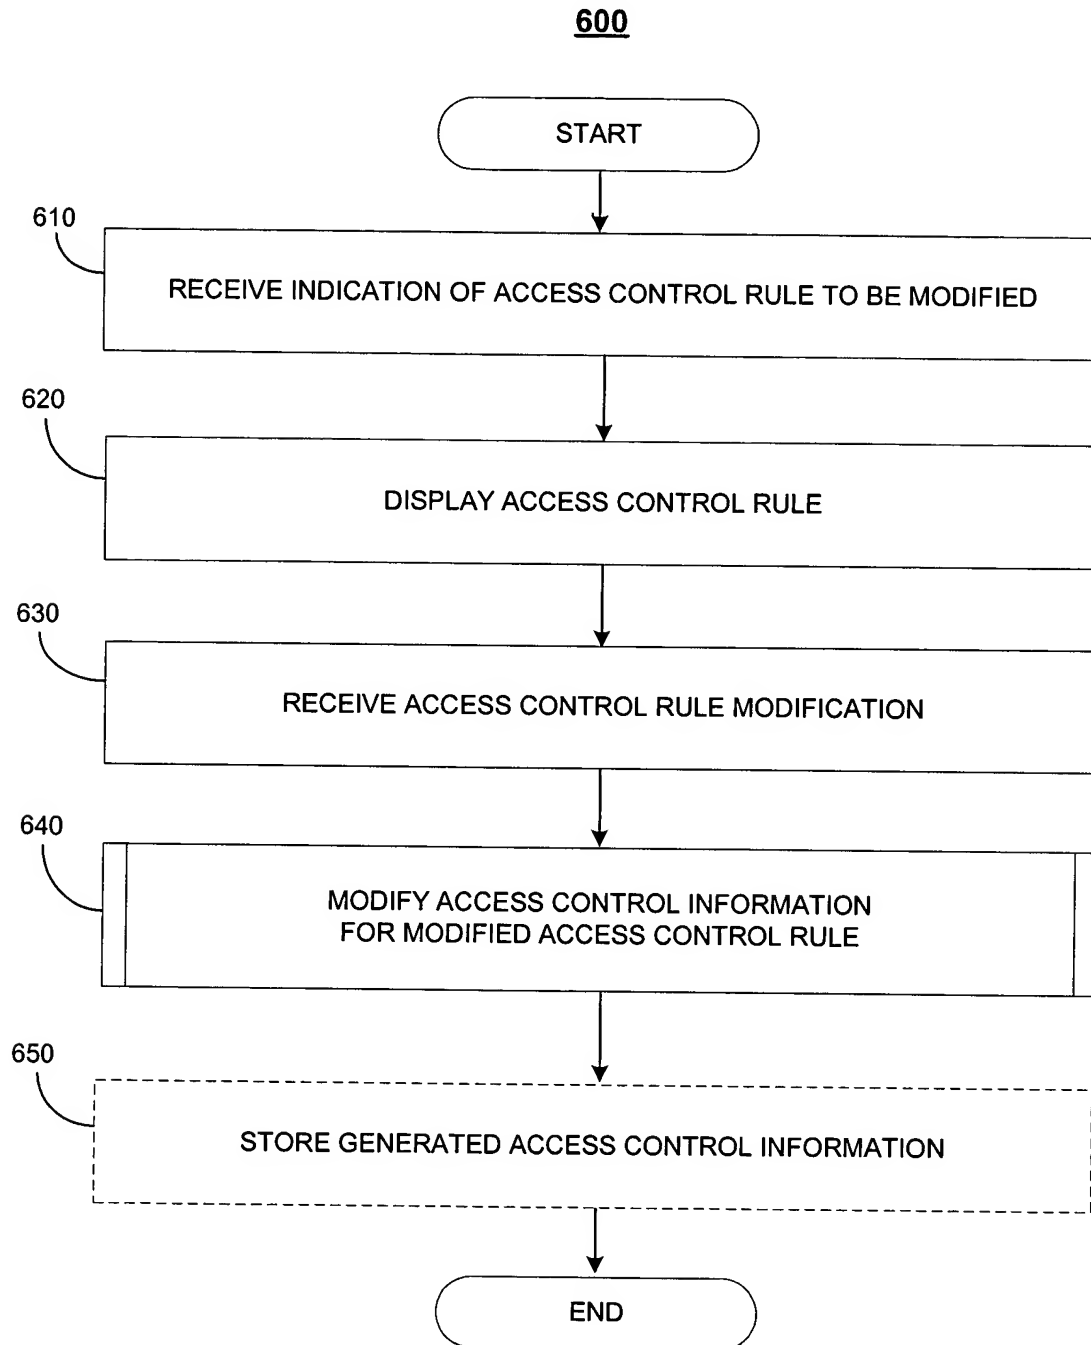 600
START
610
RECEIVE INDICATION OF ACCESS CONTROL RULE TO BE MODIFIED
620
DISPLAY ACCESS CONTROL RULE
630
RECEIVE ACCESS CONTROL RULE MODIFICATION
640
MODIFY ACCESS CONTROL INFORMATION
FOR MODIFIED ACCESS CONTROL RULE
650
STORE GENERATED ACCESS CONTROL INFORMATION
END